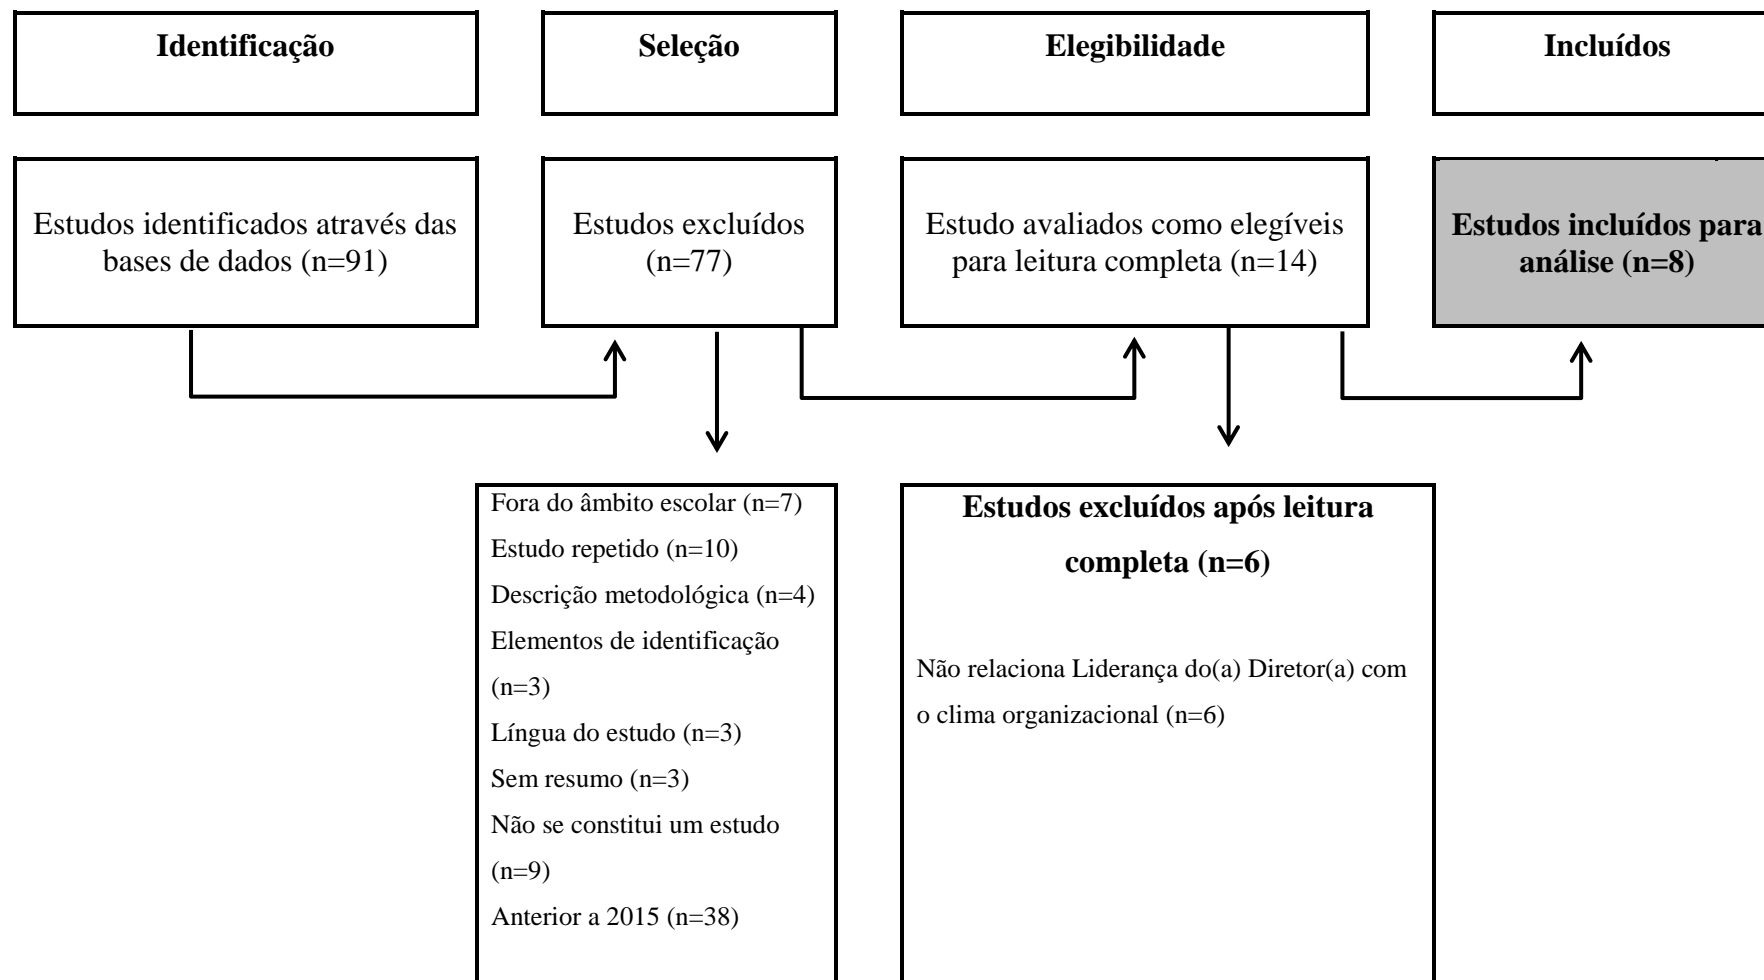 Identificação
Seleção
Elegibilidade
Incluídos
Estudos identificados através das
bases de dados (n=91)
Estudos excluídos
(n=77)
Estudo avaliados como elegíveis
para leitura completa (n=14)
Estudos incluídos para
análise (n=8)
Fora do âmbito escolar (n=7)
Estudo repetido (n=10)
Descrição metodológica (n=4)
Elementos de identificação
(n=3)
Língua do estudo (n=3)
Sem resumo (n=3)
Não se constitui um estudo
(n=9)
Anterior a 2015 (n=38)
Estudos excluídos após leitura
completa (n=6)
Não relaciona Liderança do(a) Diretor(a) com
o clima organizacional (n=6)